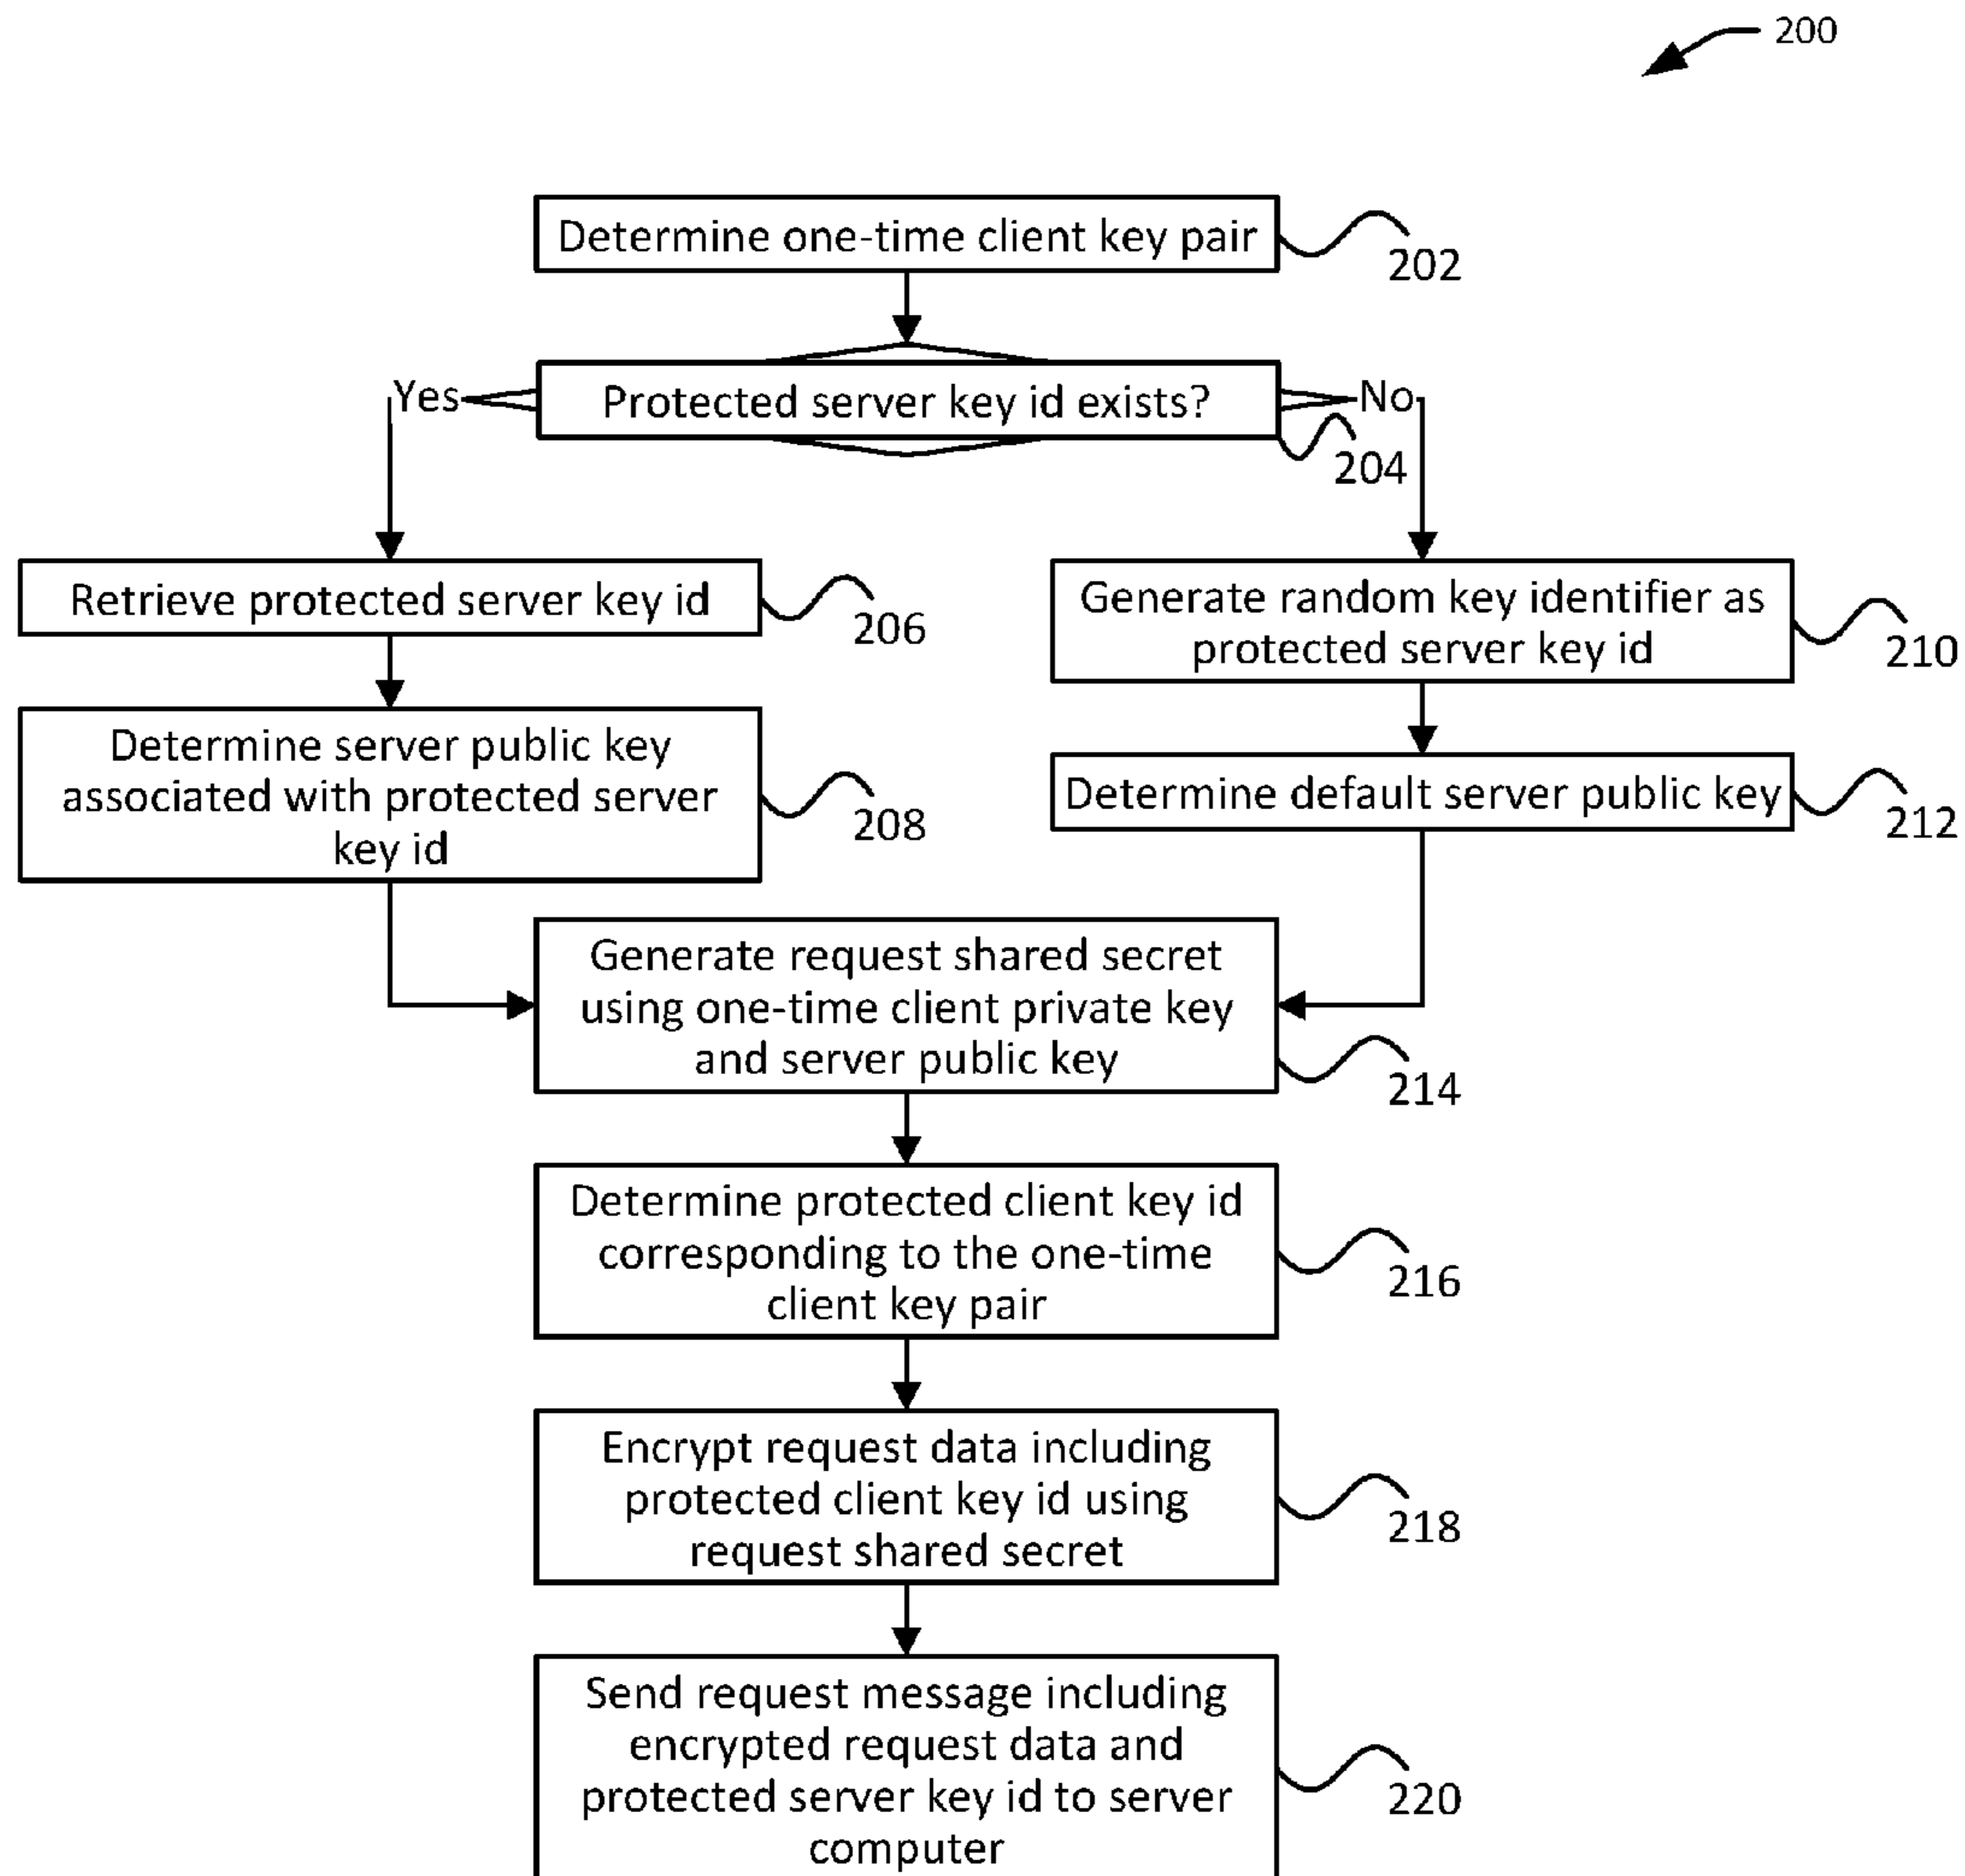 200
Determine one-time client key pair
202
Protected server key id exists?
Yes
No
204
Retrieve protected server key id
206
Generate random key identifier as
protected server key id
210
Determine server public key
associated with protected server
key id
208
Determine default server public key
212
Generate request shared secret
using one-time client private key
and server public key
214
Determine protected client key id
corresponding to the one-time
client key pair
216
Encrypt request data including
protected client key id using
request shared secret
218
Send request message including
encrypted request data and
protected server key id to server
computer
220